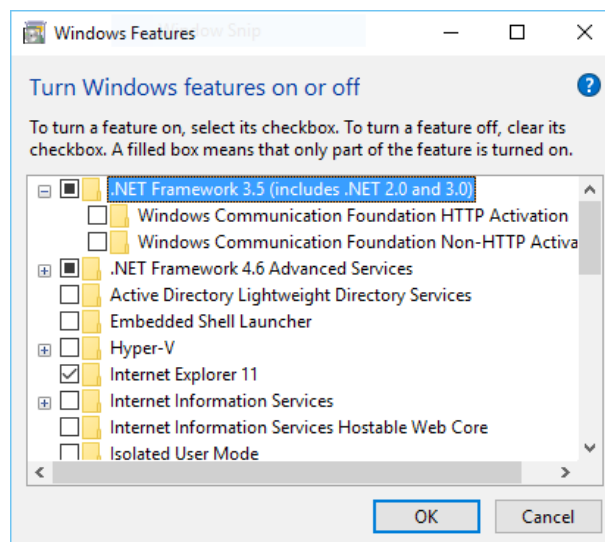 Windows Features
Window Snip
Turn Windows features on or off
To turn a feature on, select its checkbox. To turn a feature off, clear its
checkbox. A filled box means that only part of the feature is turned on.
.NET Framework 3.5 (includes .NET 2.0 and 3.0)
Windows Communication Foundation HTTP Activation
Windows Communication Foundation Non-HTTP Activa
.NET Framework 4.6 Advanced Services
Active Directory Lightweight Directory Services
Embedded Shell Launcher
Hyper-V
Internet Explorer 11
Internet Information Services
Internet Information Services Hostable Web Core
Isolated User Mode
OK
Cancel